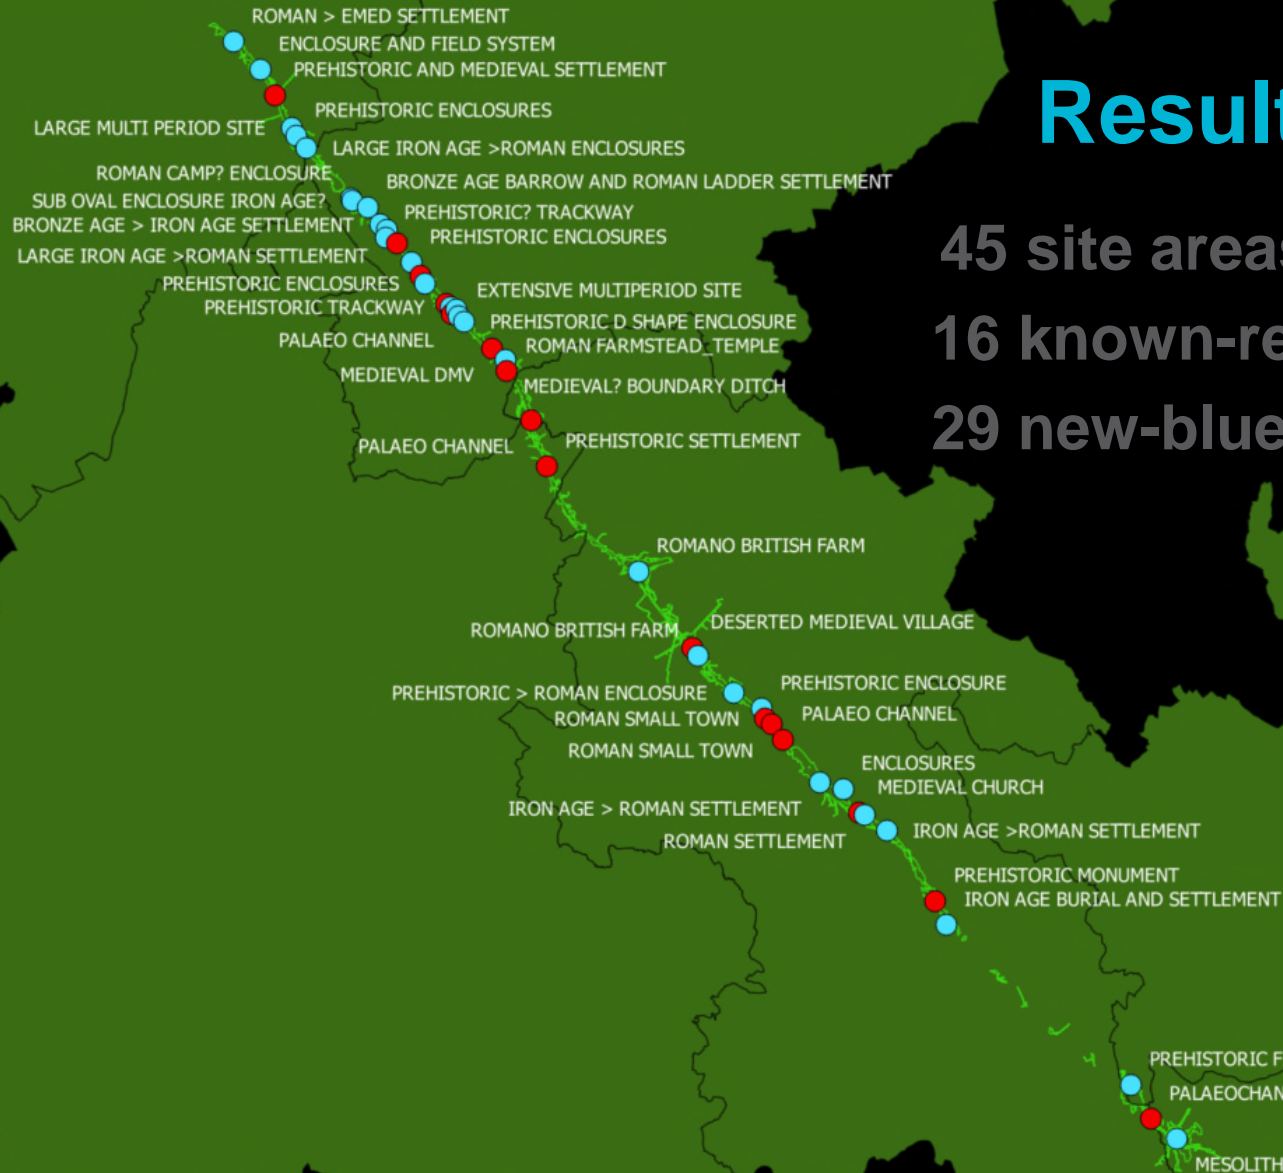 ROMAN > EMED SETTLEMENT
ENCLOSURE AND FIELD SYSTEM
PREHISTORIC AND MEDIEVAL SETTLEMENT
PREHISTORIC ENCLOSURES
LARGE MULTI PERIOD SITE
LARGE IRON AGE >ROMAN ENCLOSURES
ROMAN CAMP? ENCLOSURE
BRONZE AGE BARROW AND ROMAN LADDER SETTLEMENT
SUB OVAL ENCLOSURE IRON AGE?
PREHISTORIC? TRACKWAY
BRONZE AGE > IRON AGE SETTLEMENT
PREHISTORIC ENCLOSURES
LARGE IRON AGE >ROMAN SETTLEMENT
PREHISTORIC ENCLOSURES
EXTENSIVE MULTIPERIOD SITE
PREHISTORIC TRACKWAY
PREHISTORIC D SHAPE ENCLOSURE
PALAEO CHANNEL
ROMAN FARMSTEAD_TEMPLE
MEDIEVAL DMV
MEDIEVAL? BOUNDARY DITCH
PALAEO CHANNEL
PREHISTORIC SETTLEMENT
ROMANO BRITISH FARM
DESERTED MEDIEVAL VILLAGE
ROMANO BRITISH FARM
PREHISTORIC ENCLOSURE
PREHISTORIC > ROMAN ENCLOSURE
PALAEO CHANNEL
ROMAN SMALL TOWN
ROMAN SMALL TOWN
ENCLOSURES
MEDIEVAL CHURCH
IRON AGE > ROMAN SETTLEMENT
IRON AGE >ROMAN SETTLEMENT
ROMAN SETTLEMENT
PREHISTORIC MONUMENT
IRON AGE BURIAL AND SETTLEMENT
PREHISTORIC F
PALAEOCHAN
MESOLITH
Result
45 site areas
16 known-re
29 new-blue